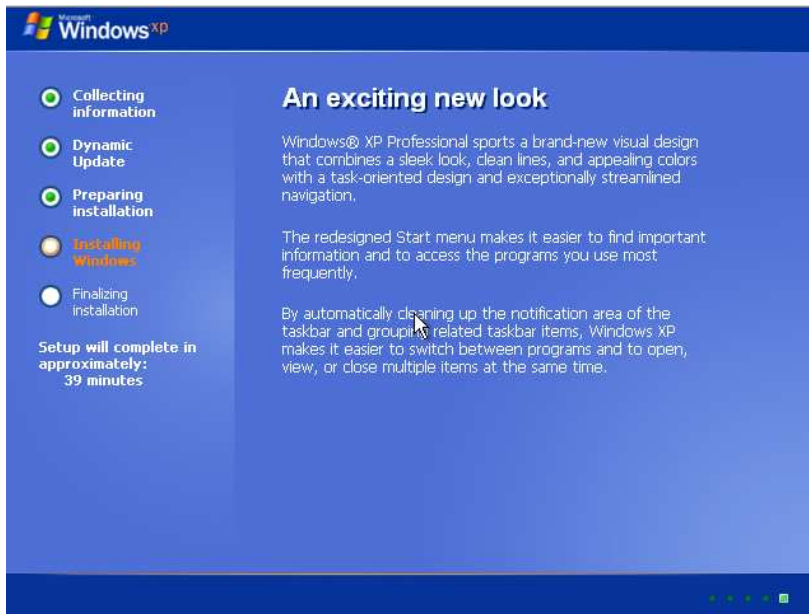 Microsoft
Windows xp
Collecting
information
Dynamic
Update
Preparing
installation
Installing
Windows
Finalizing
installation
Setup will complete in
approximately:
39 minutes
An exciting new look
Windows® XP Professional sports a brand-new visual design
that combines a sleek look, clean lines, and appealing colors
with a task-oriented design and exceptionally streamlined
navigation.
The redesigned Start menu makes it easier to find important
information and to access the programs you use most
frequently.
By automatically cleaning up the notification area of the
taskbar and grouping related taskbar items, Windows XP
makes it easier to switch between programs and to open,
view, or close multiple items at the same time.